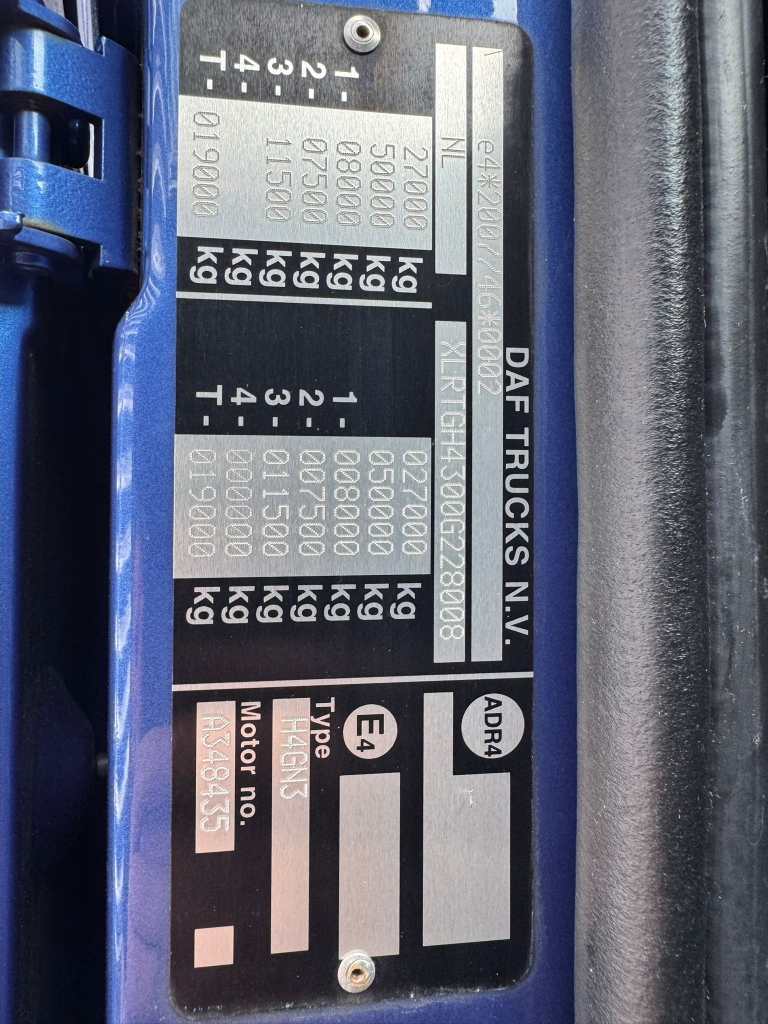 DAF TRUCKS N.V.
e4*2007/46*0002
NL XLRTGH4300G228008
27000 kg 027000 kg
50000 kg 050000 kg
1- 08000 kg 1- 008000 kg
2- 07500 kg 2- 007500 kg
3- 11500 kg 3- 011500 kg
4- kg 4- 000000 kg
T- 019000 kg T- 019000 kg
ADR4
E4
Type
H4GN3
Motor no.
A348435